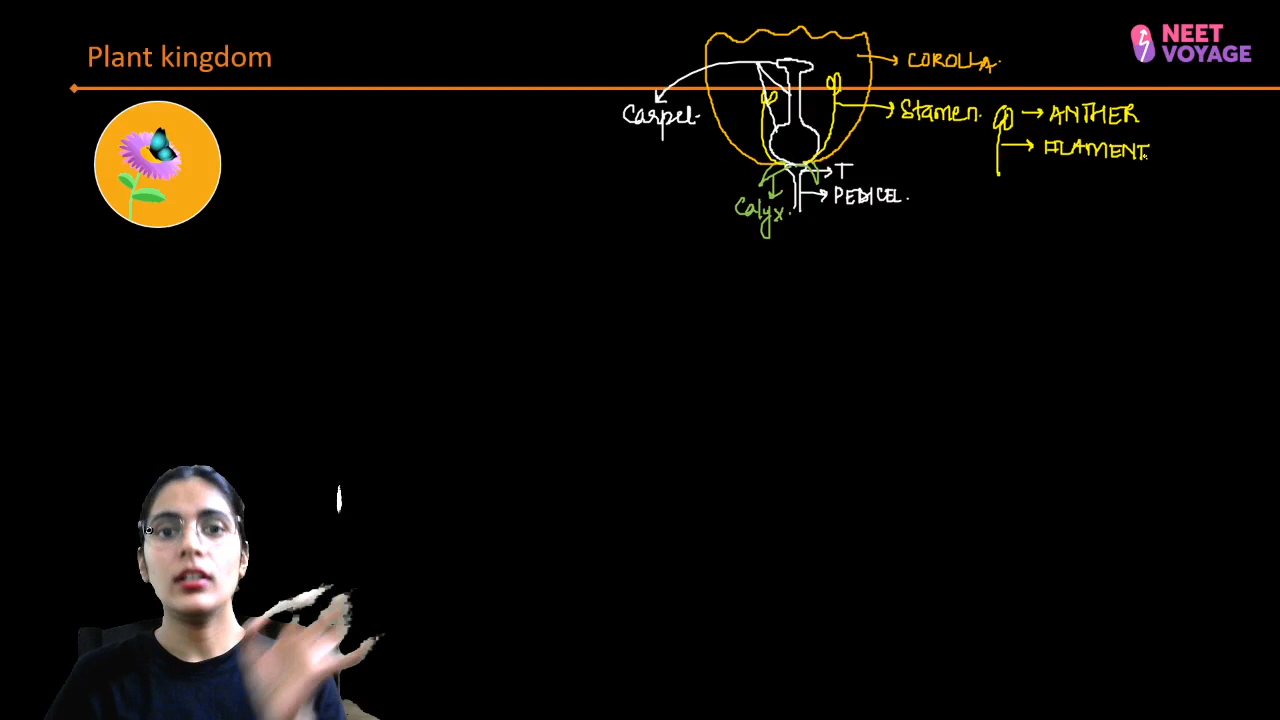 Plant kingdom
NEET
VOYAGE
COROLLA
Carpel
Stamen
ANTHER
FILAMENT
T
PEDICEL
Calyx